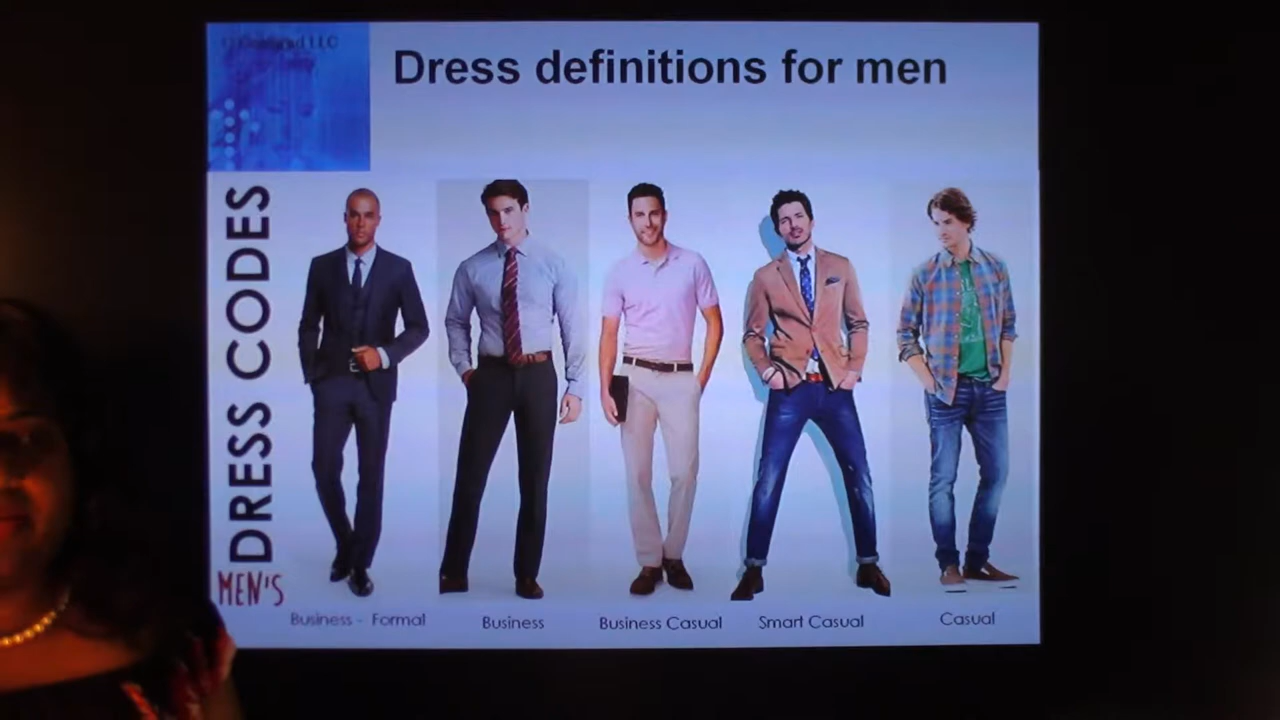 Dress definitions for men
DRESS CODES
MEN'S
Business - Formal
Business
Business Casual
Smart Casual
Casual